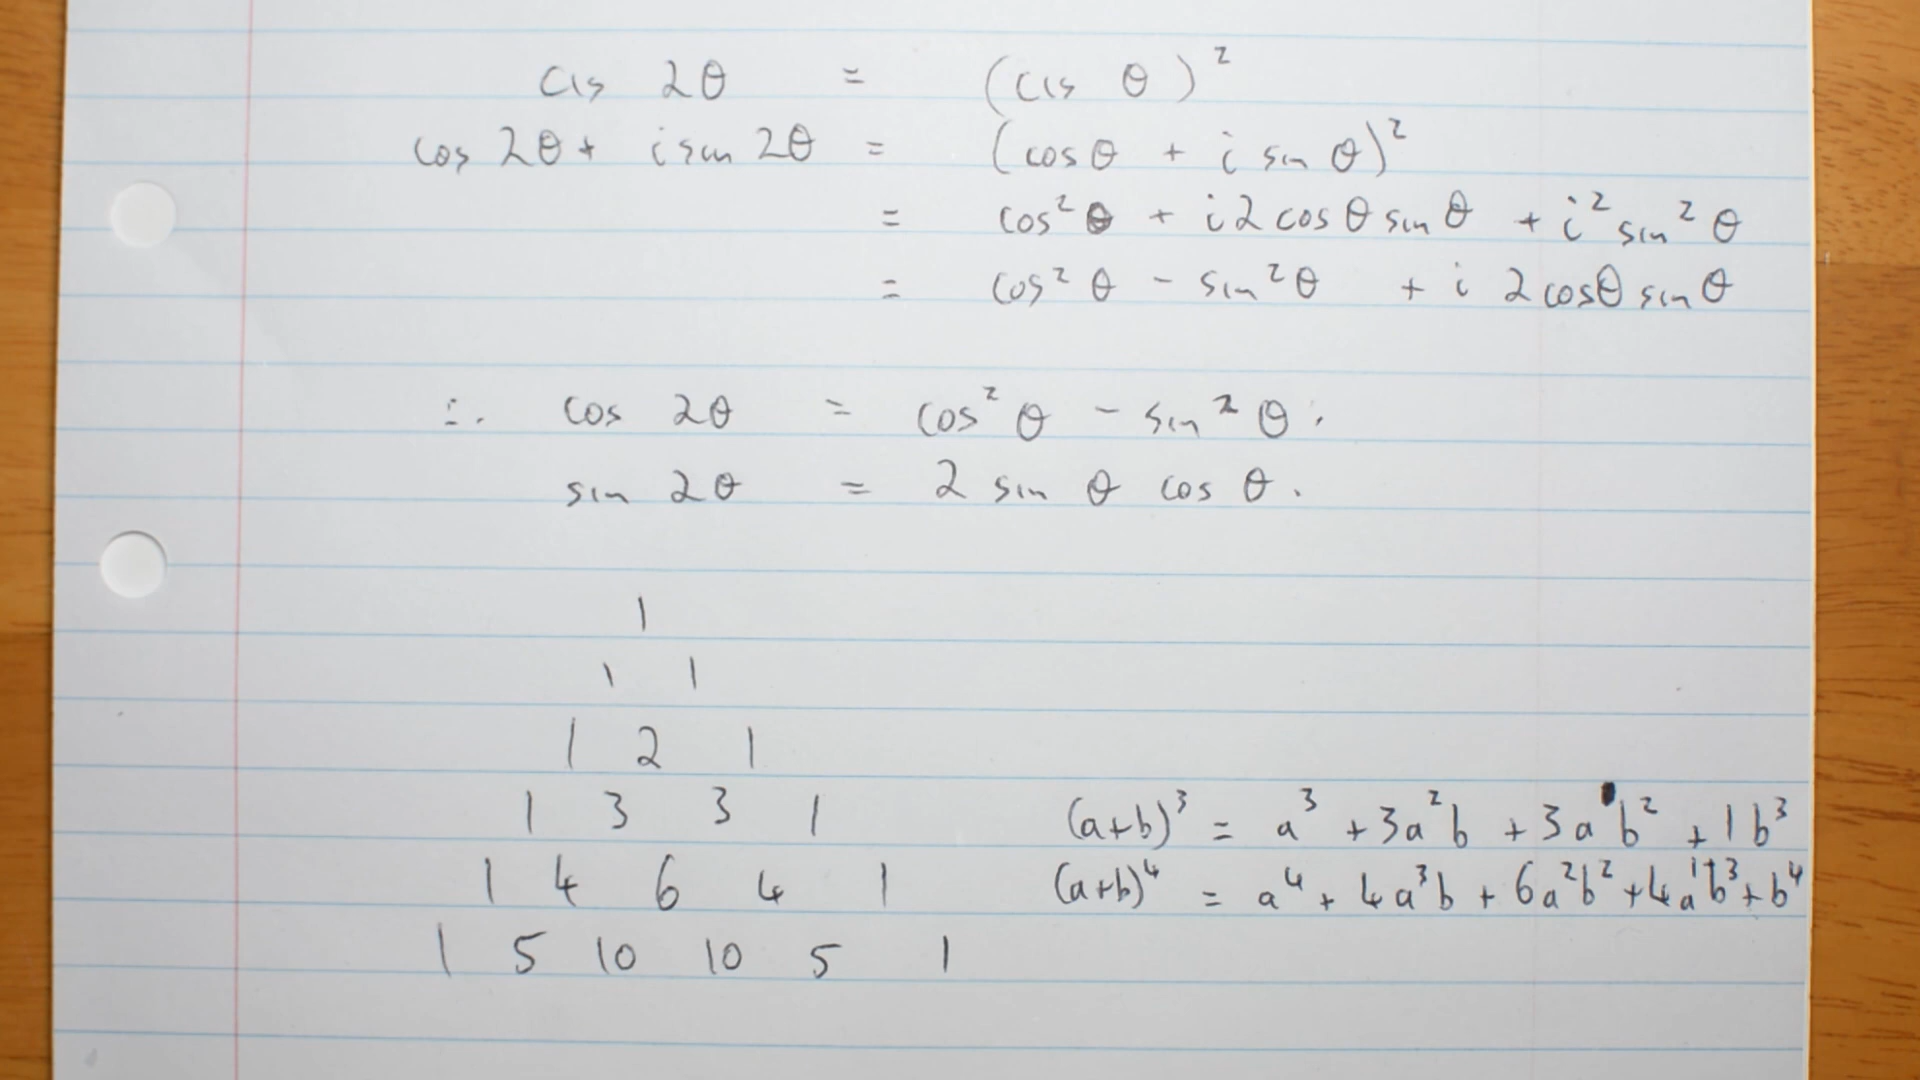 cis 2θ = (cis θ)²
cos 2θ + i sin 2θ = (cos θ + i sin θ)²
= cos² θ + i 2 cos θ sin θ + i² sin² θ
= cos² θ - sin² θ + i 2 cos θ sin θ
∴ cos 2θ = cos² θ - sin² θ.
sin 2θ = 2 sin θ cos θ.
1
1 1
1 2 1
1 3 3 1 (a+b)³ = a³ + 3a²b + 3a b² + 1b³
1 4 6 4 1 (a+b)⁴ = a⁴ + 4a³b + 6a²b² + 4a¹b³ + b⁴
1 5 10 10 5 1